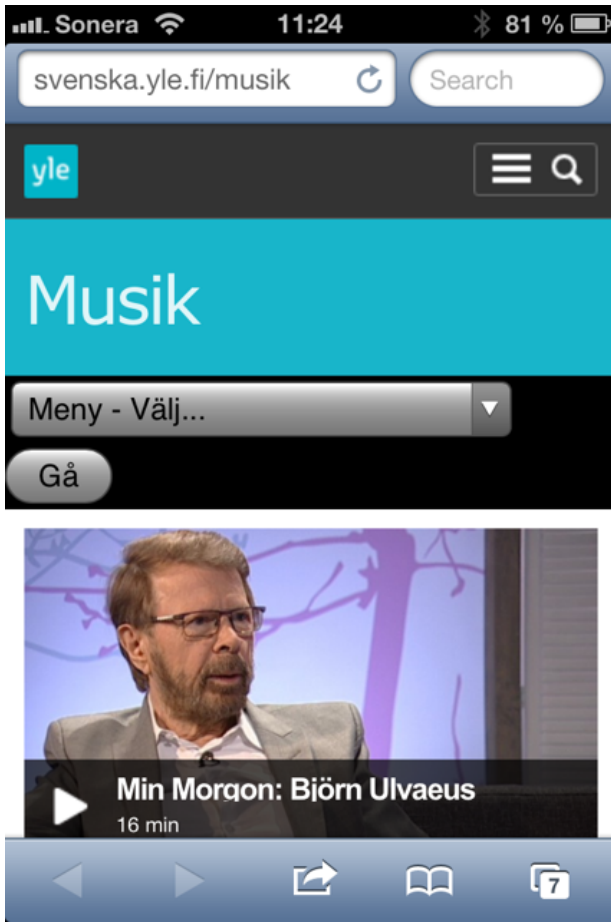 Sonera 11:24 81 %
svenska.yle.fi/musik Search
yle
Musik
Meny - Välj...
Gå
Min Morgon: Björn Ulvaeus
16 min
7